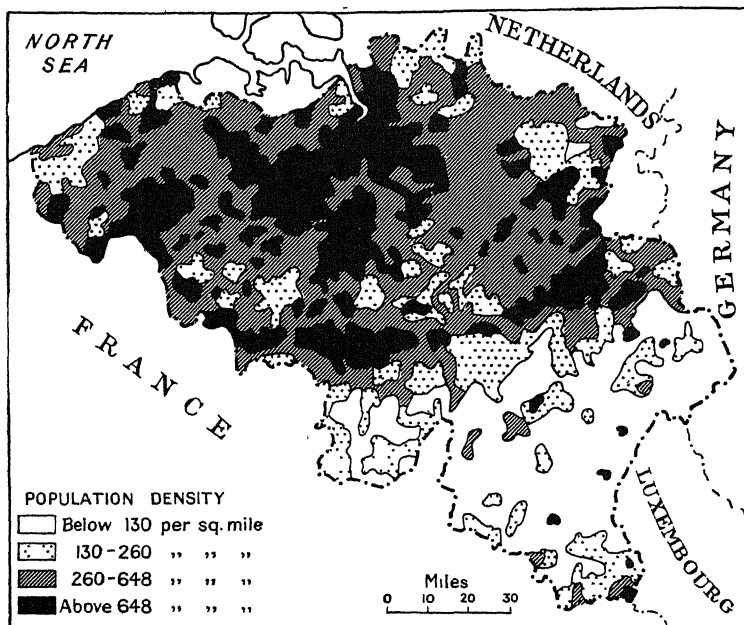 NORTH
SEA
NETHERLANDS
GERMANY
FRANCE
LUXEMBOURG
POPULATION DENSITY
Below 130 per sq. mile
130-260 " " "
260-648 " " "
Above 648 " " "
Miles
0 10 20 30